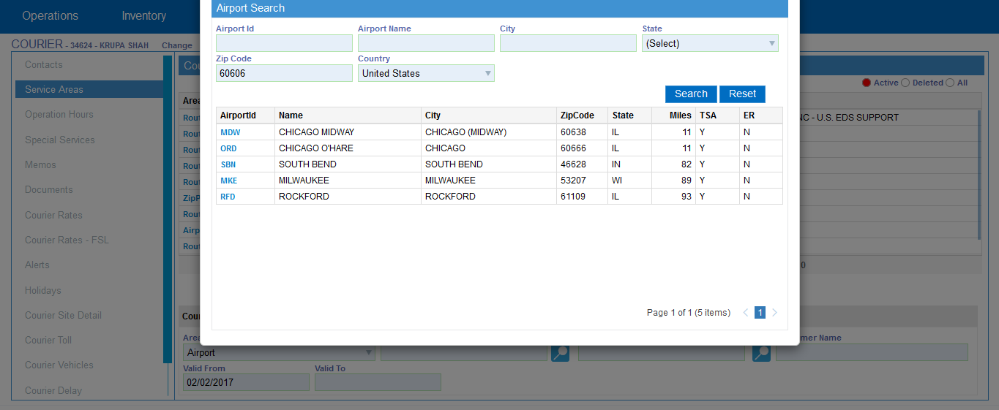 Operations Inventory
Airport Search
COURIER - 34624 - KRUPA SHAH Change
Airport Id Airport Name City State
(Select)
Zip Code Country
60606 United States
Search Reset
AirportId Name City ZipCode State Miles TSA ER
MDW CHICAGO MIDWAY CHICAGO (MIDWAY) 60638 IL 11 Y N
ORD CHICAGO O'HARE CHICAGO 60666 IL 11 Y N
SBN SOUTH BEND SOUTH BEND 46628 IN 82 Y N
MKE MILWAUKEE MILWAUKEE 53207 WI 89 Y N
RFD ROCKFORD ROCKFORD 61109 IL 93 Y N
Page 1 of 1 (5 items) 1
Contacts
Service Areas
Operation Hours
Special Services
Memos
Documents
Courier Rates
Courier Rates - FSL
Alerts
Holidays
Courier Site Detail
Courier Toll
Courier Vehicles
Courier Delay
Cou
Active Deleted All
Area
Rout
NC - U.S. EDS SUPPORT
Rout
Rout
Rout
Rout
ZipP
Rout
Airp
Rout
0
Cour
Area
mer Name
Airport
Valid From Valid To
02/02/2017